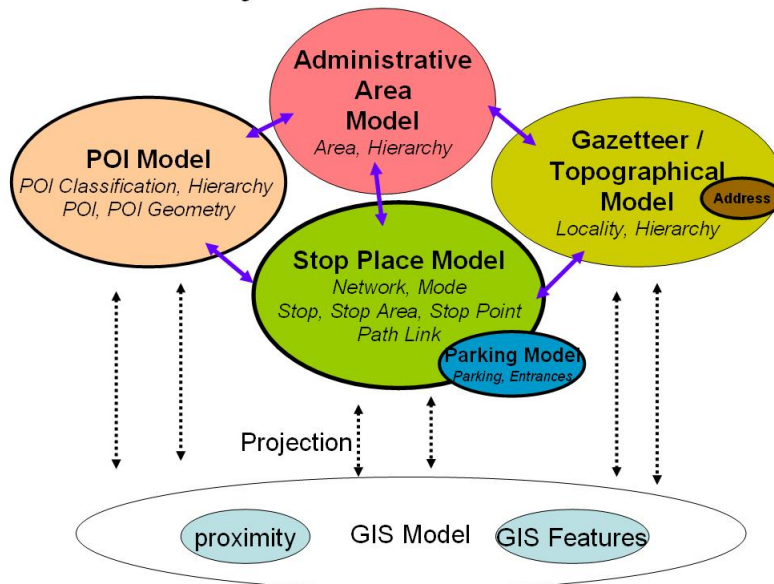 Administrative
Area
Model
Area, Hierarchy
POI Model
POI Classification, Hierarchy
POI, POI Geometry
Gazetteer /
Topographical
Model
Address
Locality, Hierarchy
Stop Place Model
Network, Mode
Stop, Stop Area, Stop Point
Path Link
Parking Model
Parking, Entrances
Projection
proximity
GIS Model
GIS Features